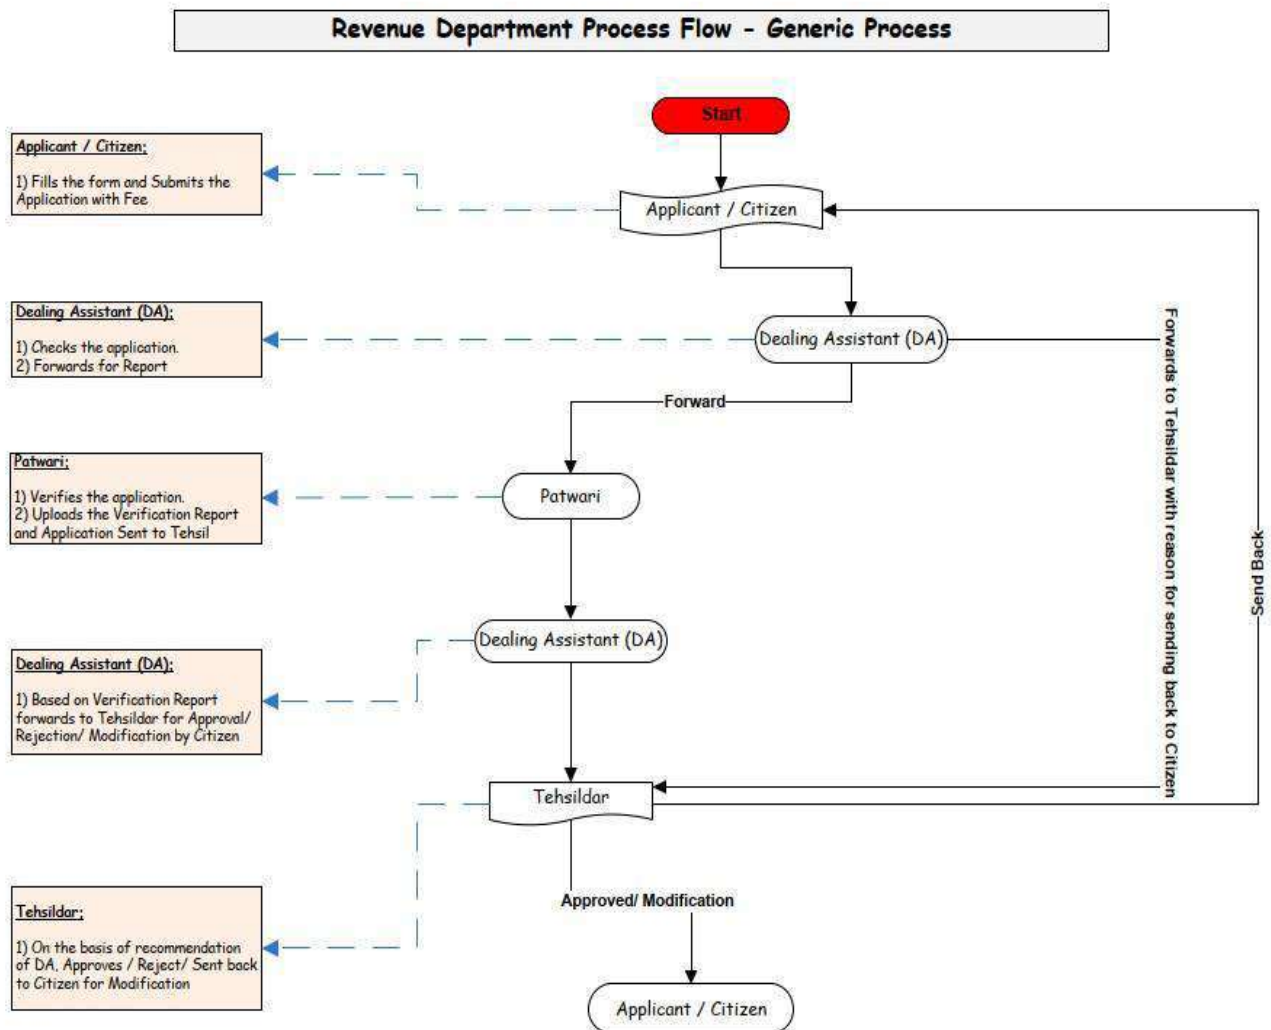 Revenue Department Process Flow - Generic Process
Start
Applicant / Citizen;
1) Fills the form and Submits the
Application with Fee
Applicant / Citizen
Dealing Assistant (DA);
1) Checks the application.
2) Forwards for Report
Dealing Assistant (DA)
Forward
Forwards to Tehsildar with reason for sending back to Citizen
Send Back
Patwari;
1) Verifies the application.
2) Uploads the Verification Report
and Application Sent to Tehsil
Patwari
Dealing Assistant (DA)
Dealing Assistant (DA);
1) Based on Verification Report
forwards to Tehsildar for Approval/
Rejection/ Modification by Citizen
Tehsildar
Approved/ Modification
Tehsildar;
1) On the basis of recommendation
of DA, Approves / Reject/ Sent back
to Citizen for Modification
Applicant / Citizen